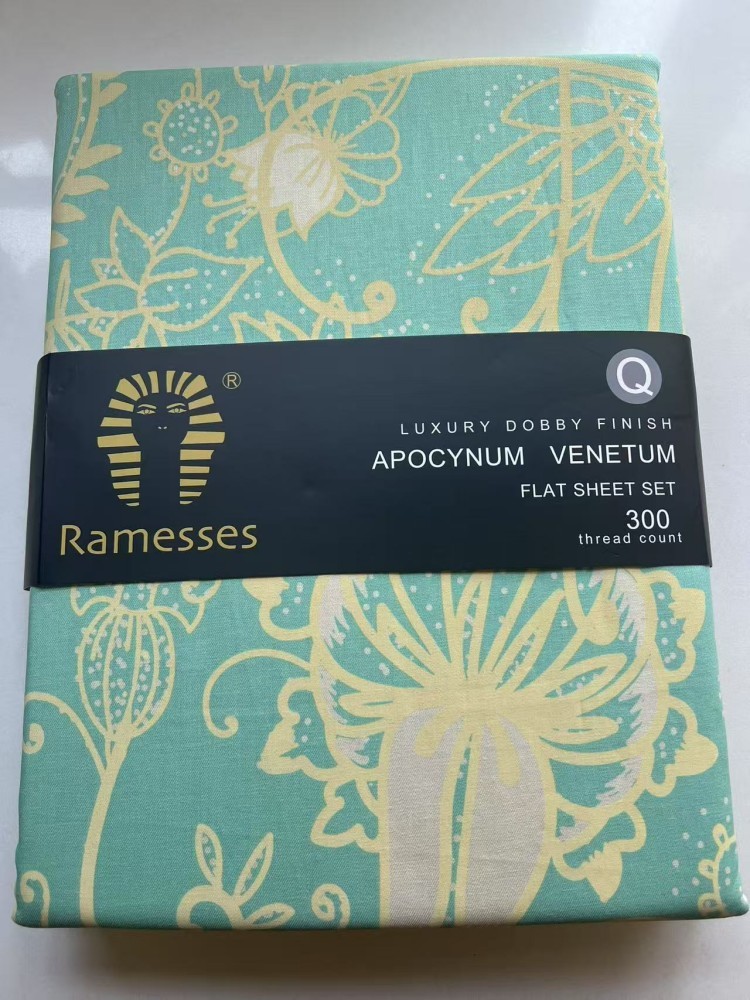 ®
Ramesses
Q
LUXURY DOBBY FINISH
APOCYNUM VENETUM
FLAT SHEET SET
300
thread count